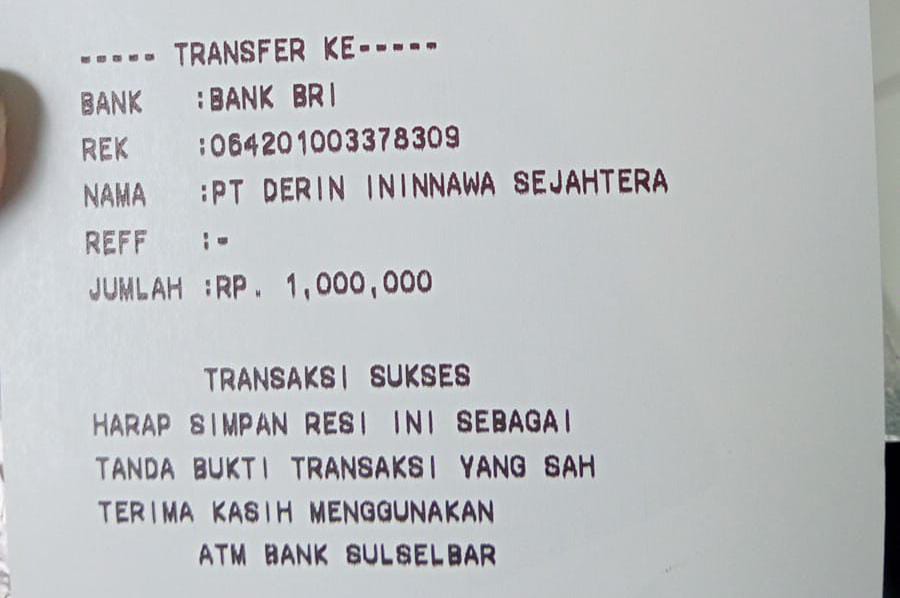 ----- TRANSFER KE-----
BANK :BANK BRI
REK :064201003378309
NAMA :PT DERIN ININNAWA SEJAHTERA
REFF :-
JUMLAH :RP. 1,000,000
TRANSAKSI SUKSES
HARAP SIMPAN RESI INI SEBAGAI
TANDA BUKTI TRANSAKSI YANG SAH
TERIMA KASIH MENGGUNAKAN
ATM BANK SULSELBAR